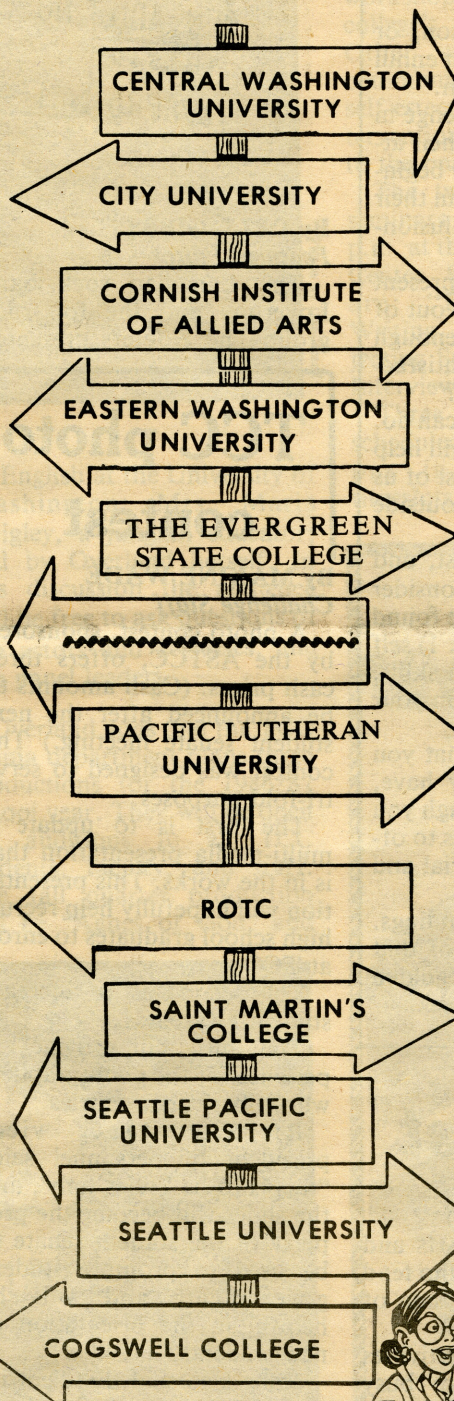 CENTRAL WASHINGTON
UNIVERSITY
CITY UNIVERSITY
CORNISH INSTITUTE
OF ALLIED ARTS
EASTERN WASHINGTON
UNIVERSITY
THE EVERGREEN
STATE COLLEGE
PACIFIC LUTHERAN
UNIVERSITY
ROTC
SAINT MARTIN'S
COLLEGE
SEATTLE PACIFIC
UNIVERSITY
SEATTLE UNIVERSITY
COGSWELL COLLEGE